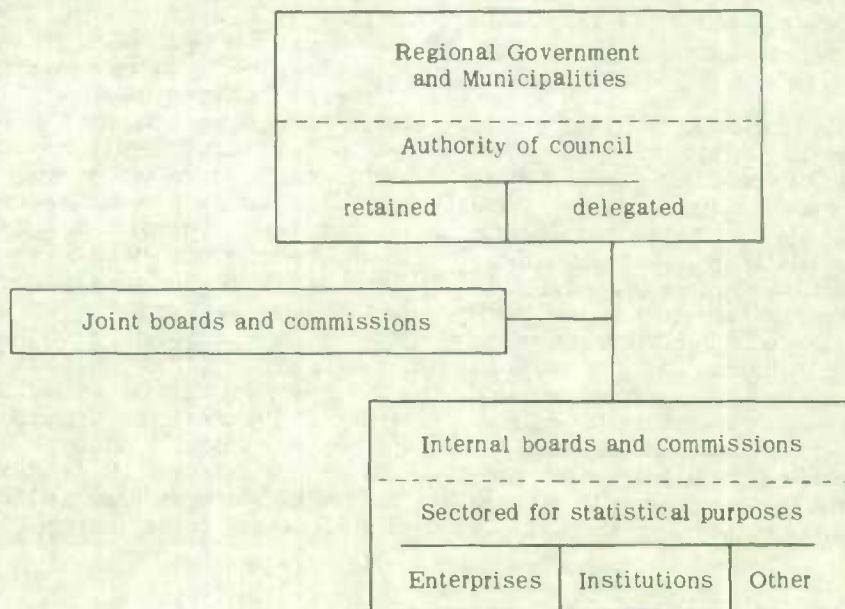 Regional Government
and Municipalities
Authority of council
retained delegated
Joint boards and commissions
Internal boards and commissions
Sectored for statistical purposes
Enterprises Institutions Other